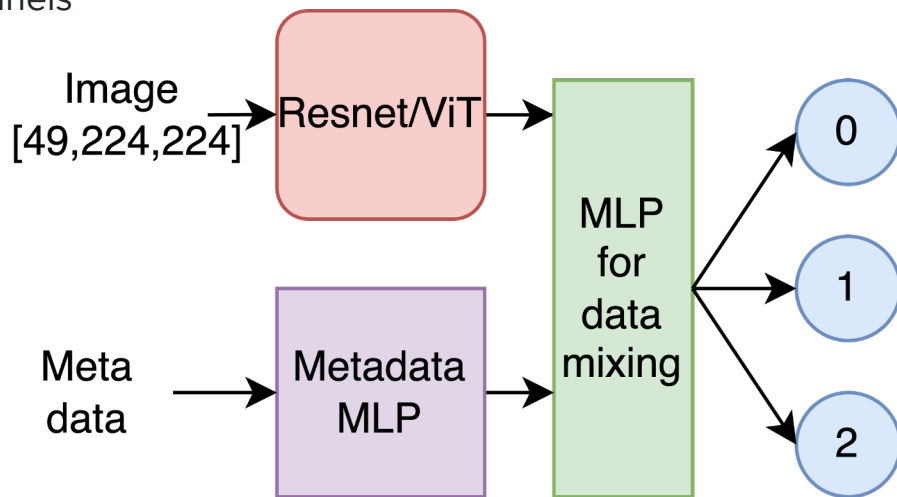 Image
[49,224,224]
Resnet/ViT
Meta
data
Metadata
MLP
MLP
for
data
mixing
0
1
2